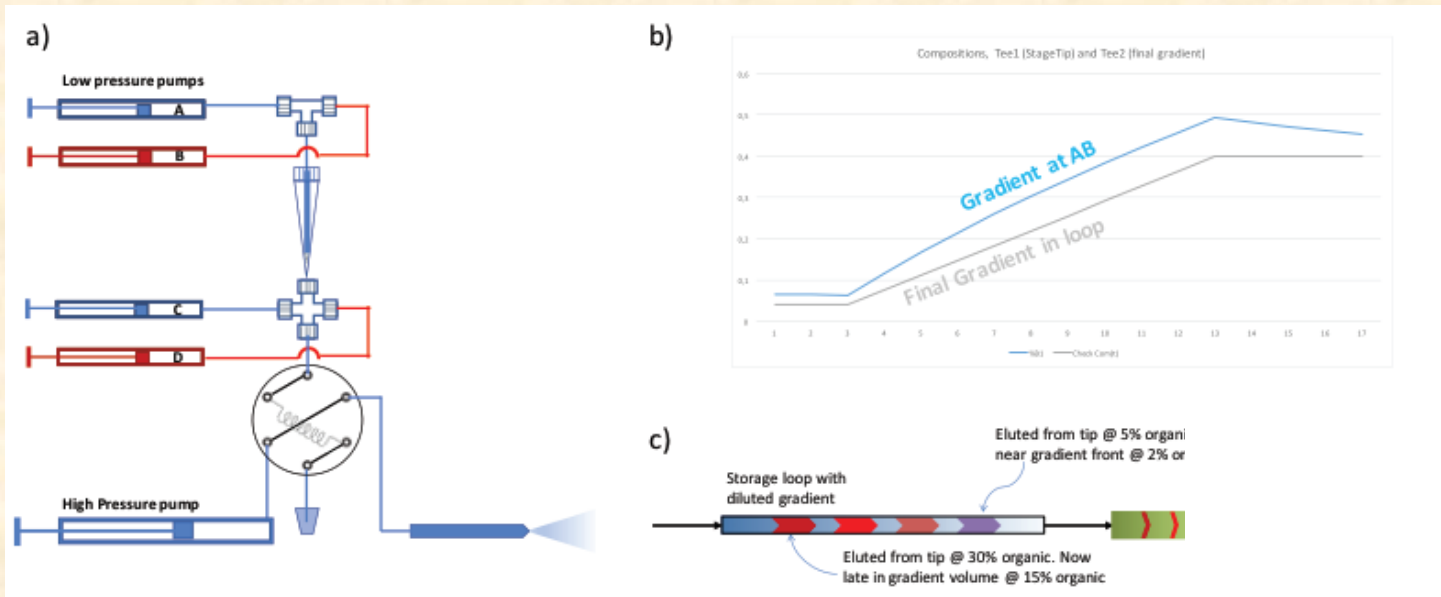 a)
Low pressure pumps
A
B
C
D
High Pressure pump
b)
Compositions, Tee1 (StageTip) and Tee2 (final gradient)
0,6
0,5
0,4
0,3
0,2
0,1
0
1 2 3 4 5 6 7 8 9 10 11 12 13 14 15 16 17
Gradient at AB
Final Gradient in loop
c)
Eluted from tip @ 5% organi
near gradient front @ 2% or
Storage loop with
diluted gradient
Eluted from tip @ 30% organic. Now
late in gradient volume @ 15% organic